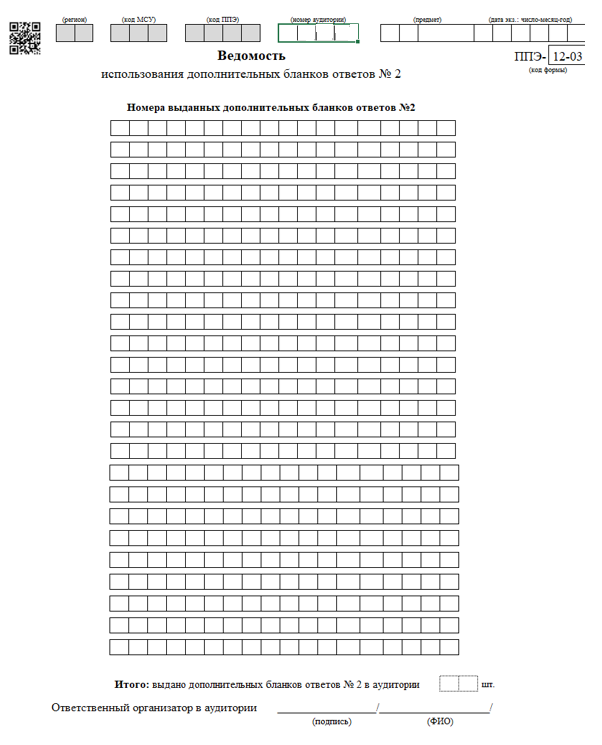 (регион) (код МСУ) (код ППЭ) (номер аудитории) (предмет) (дата экз.: число-месяц-год)
Ведомость
ППЭ- 12-03
использования дополнительных бланков ответов № 2
(код формы)
Номера выданных дополнительных бланков ответов №2
Итого: выдано дополнительных бланков ответов № 2 в аудитории шт.
Ответственный организатор в аудитории / /
(подпись) (ФИО)